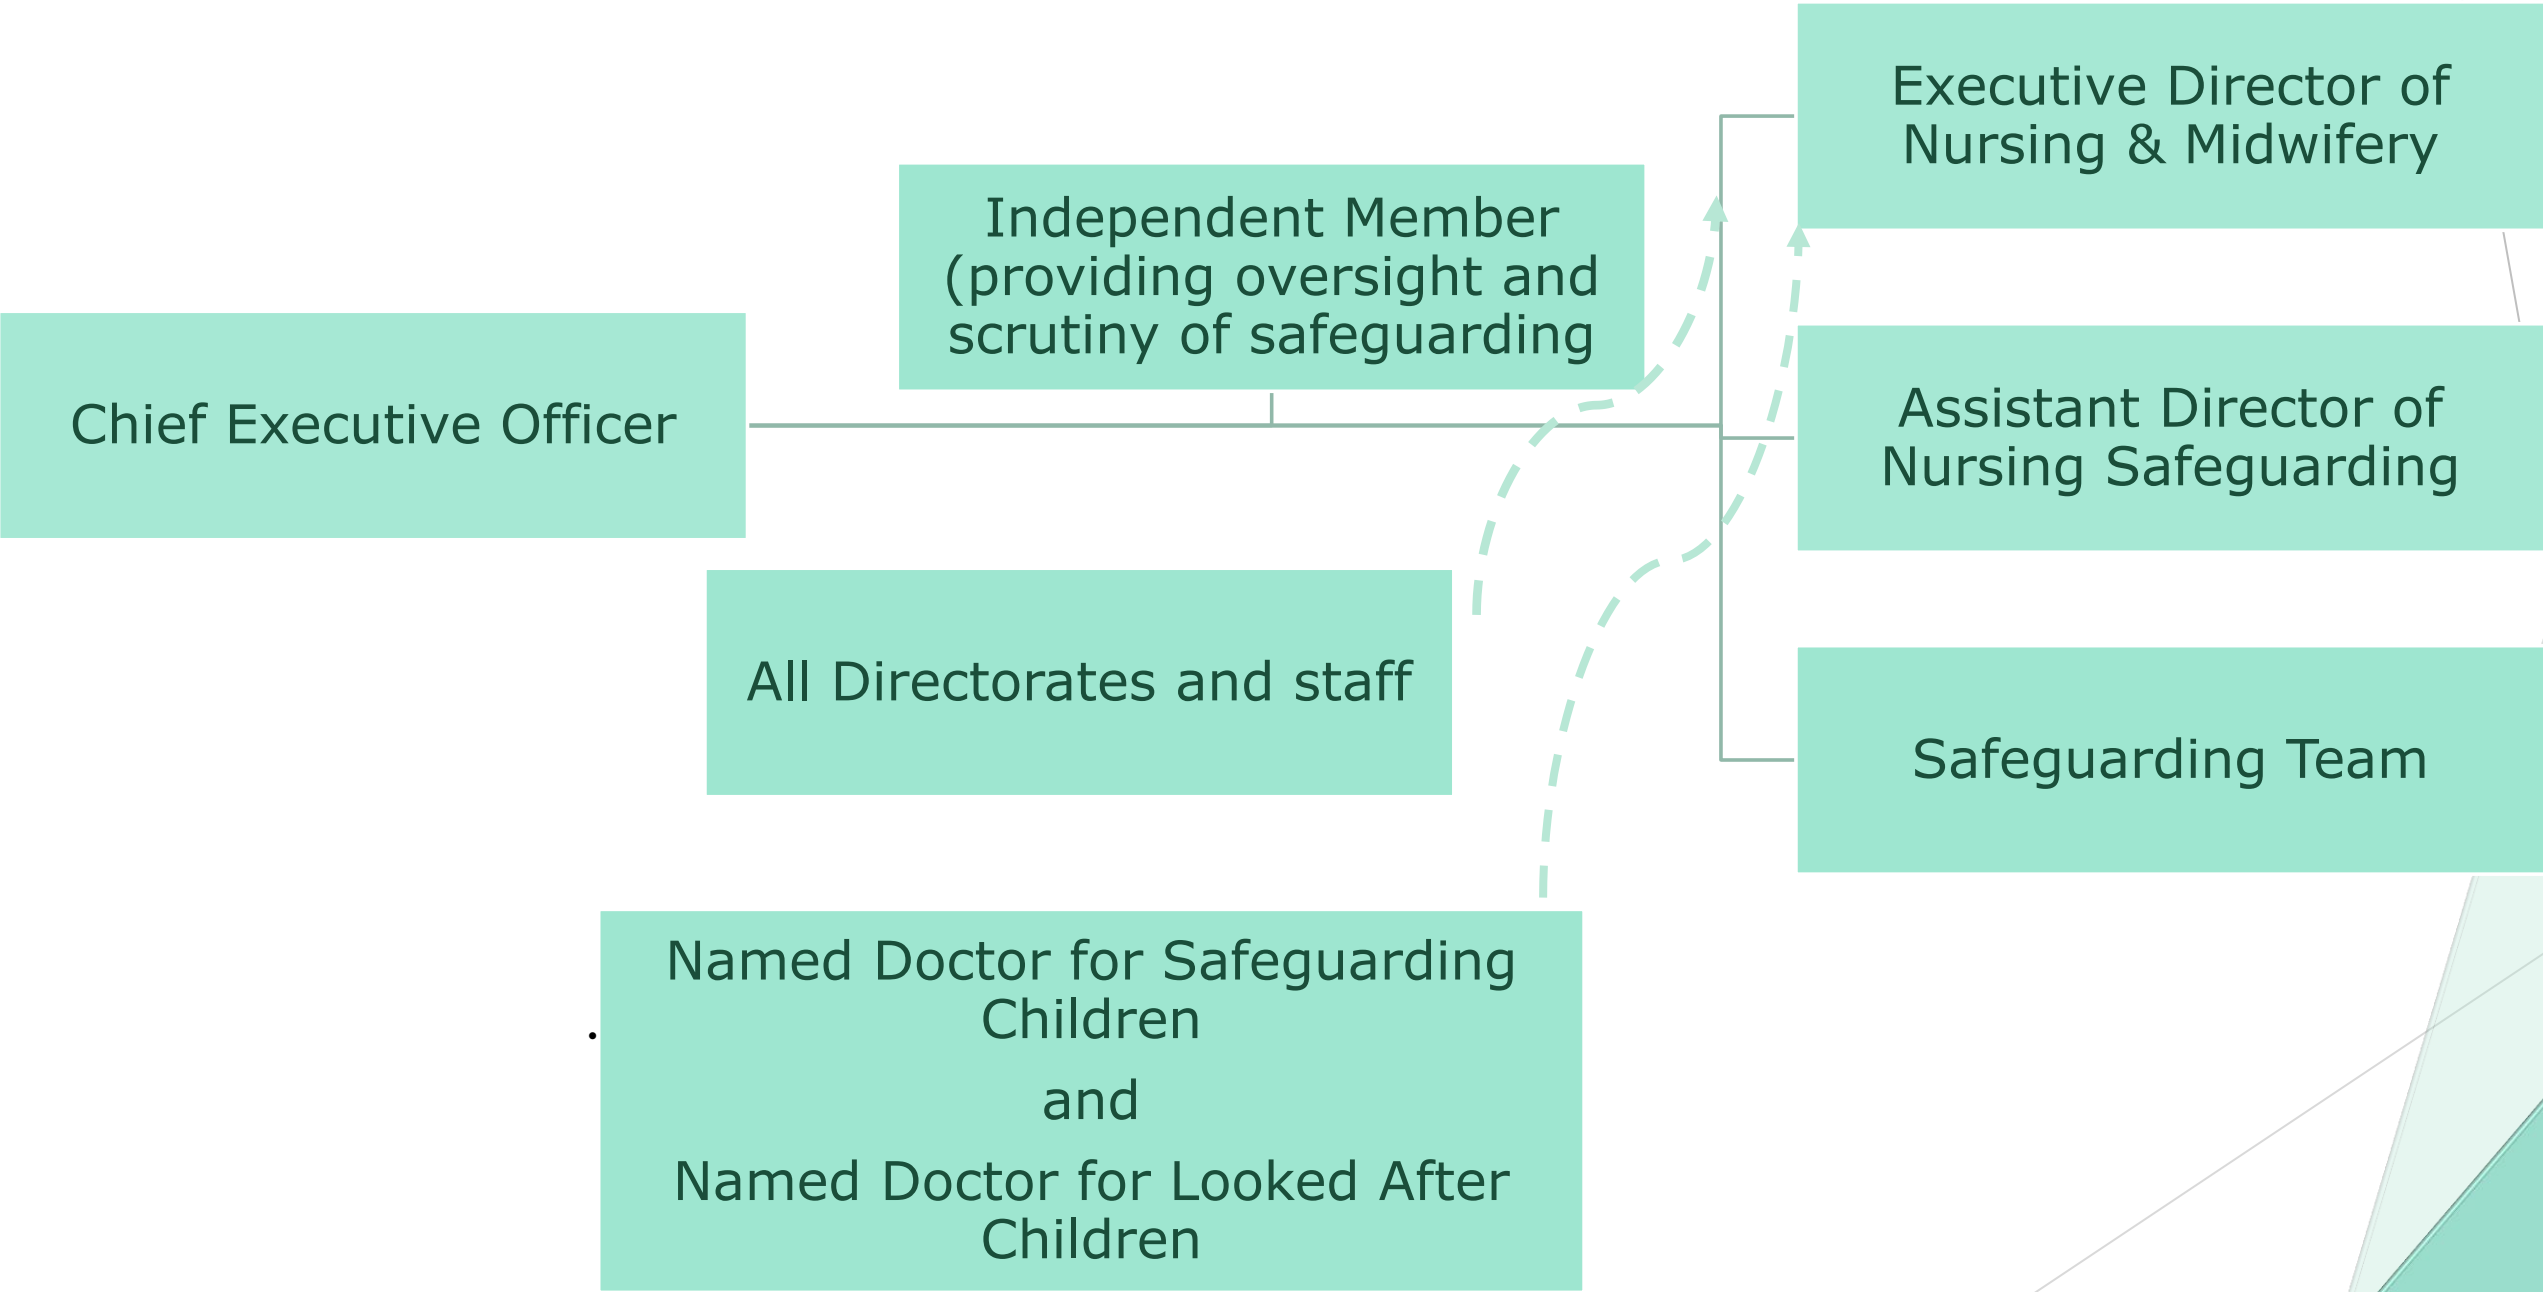 Executive Director of
Nursing & Midwifery
Independent Member
(providing oversight and
scrutiny of safeguarding
Chief Executive Officer
Assistant Director of
Nursing Safeguarding
All Directorates and staff
Safeguarding Team
Named Doctor for Safeguarding
Children
.
and
Named Doctor for Looked After
Children